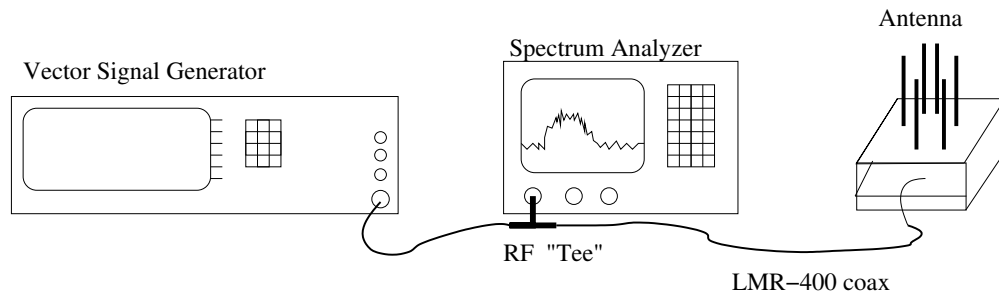 Antenna
Spectrum Analyzer
Vector Signal Generator
RF "Tee"
LMR−400 coax